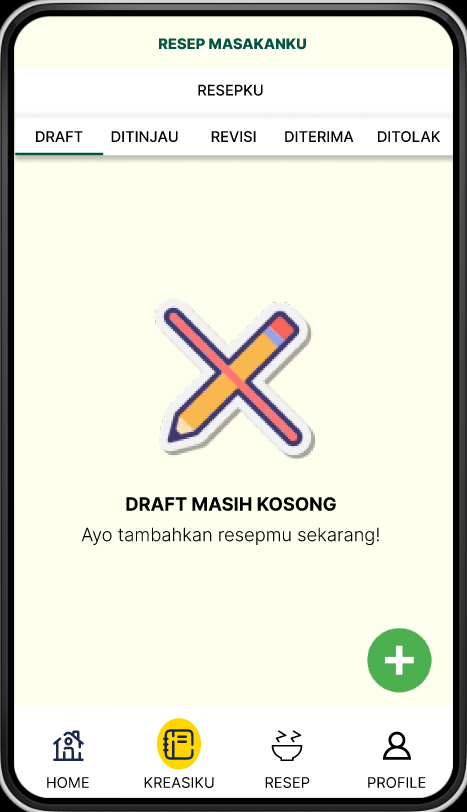 RESEP MASAKANKU
RESEPKU
DRAFT DITINJAU REVISI DITERIMA DITOLAK
DRAFT MASIH KOSONG
Ayo tambahkan resepmu sekarang!
HOME KREASIKU RESEP PROFILE